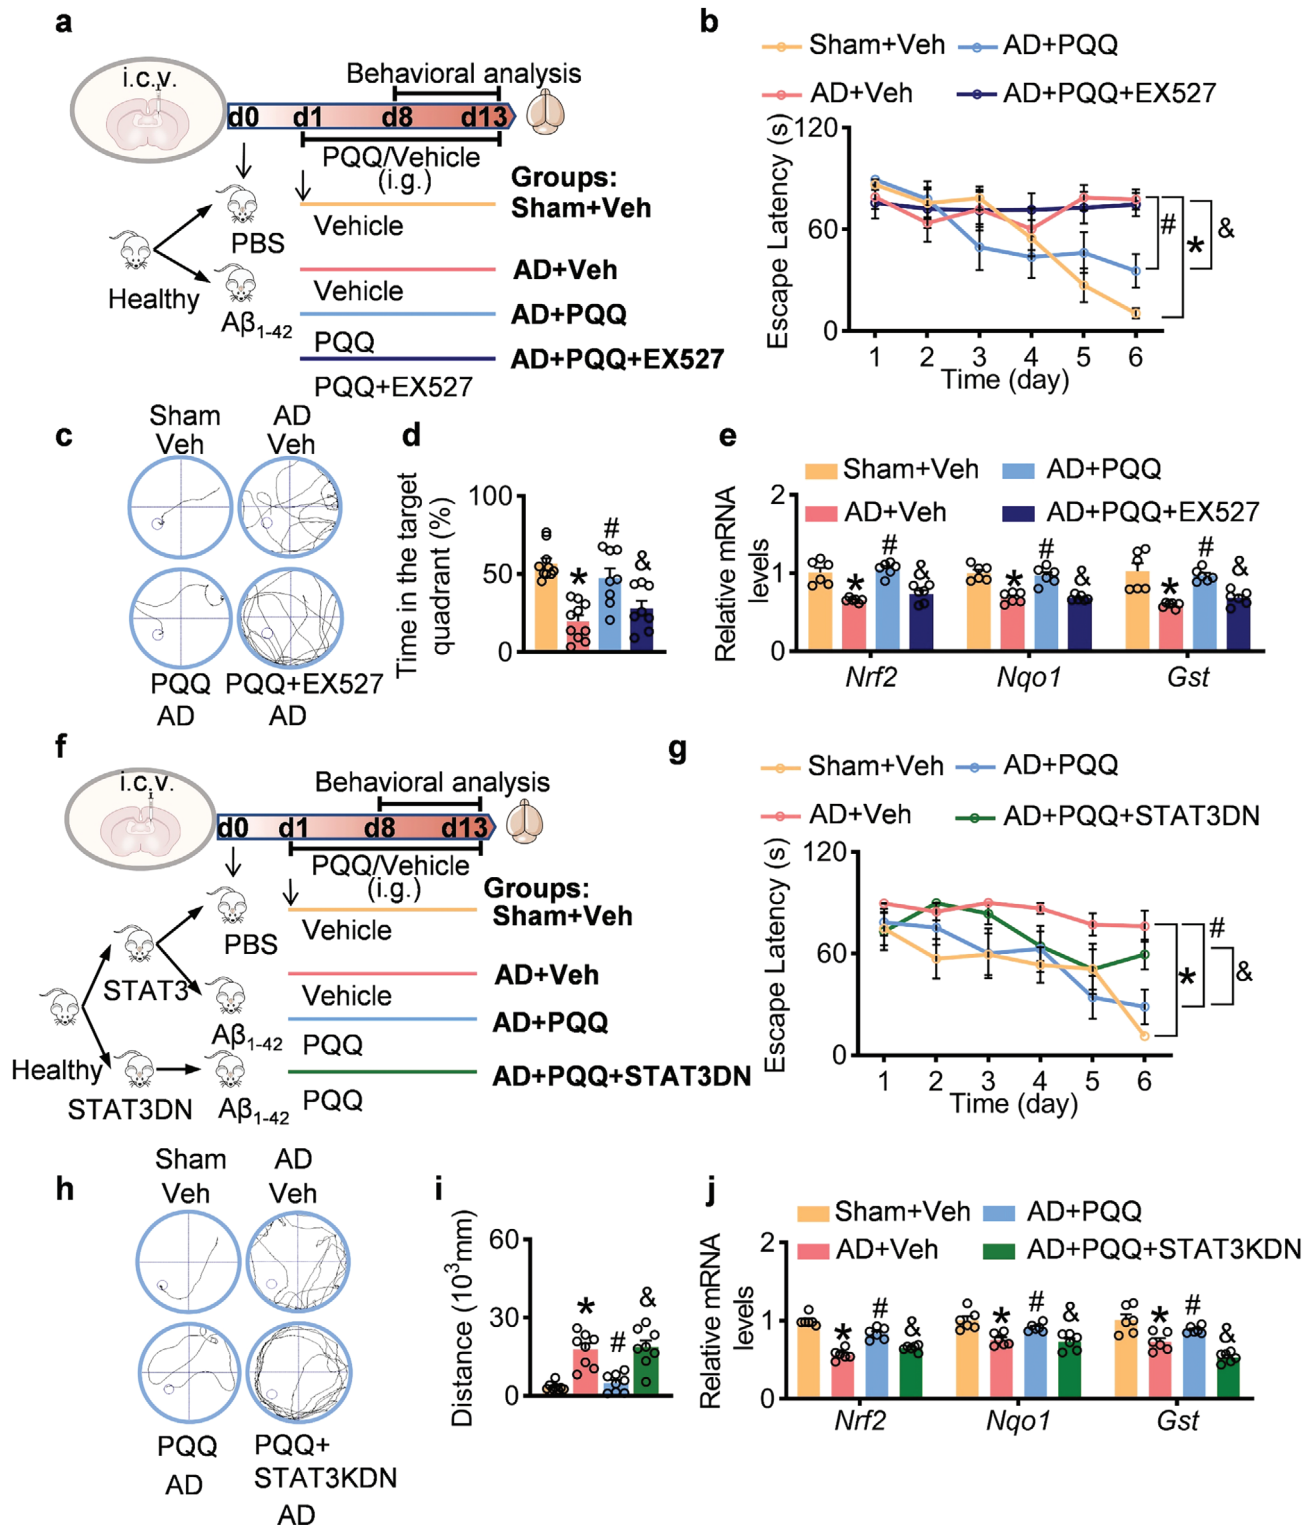 a
i.c.v.
Behavioral analysis
d0 d1 d8 d13
PQQ/Vehicle
(i.g.)
Groups:
Sham+Veh
Vehicle
PBS
AD+Veh
Healthy
Vehicle
Aβ1-42
AD+PQQ
PQQ
AD+PQQ+EX527
PQQ+EX527
b
Sham+Veh AD+PQQ
AD+Veh AD+PQQ+EX527
Escape Latency (s)
120
60
0
# * &
1 2 3 4 5 6
Time (day)
c
Sham AD
Veh Veh
PQQ PQQ+EX527
AD AD
d
Time in the target
quadrant (%)
100
50
0
* # &
e
Sham+Veh AD+PQQ
AD+Veh AD+PQQ+EX527
Relative mRNA
levels
2
1
0
* # & * # & * # &
Nrf2 Nqo1 Gst
f
i.c.v.
Behavioral analysis
d0 d1 d8 d13
PQQ/Vehicle
(i.g.)
Groups:
Sham+Veh
Vehicle
PBS
STAT3
AD+Veh
Vehicle
Aβ1-42
AD+PQQ
PQQ
Healthy
AD+PQQ+STAT3DN
STAT3DN
Aβ1-42
PQQ
g
Sham+Veh AD+PQQ
AD+Veh AD+PQQ+STAT3DN
Escape Latency (s)
120
60
0
* # &
1 2 3 4 5 6
Time (day)
h
Sham AD
Veh Veh
PQQ PQQ+
AD STAT3KDN
AD
i
Distance (10³mm)
60
30
0
* # &
j
Sham+Veh AD+PQQ
AD+Veh AD+PQQ+STAT3KDN
Relative mRNA
levels
2
1
0
* # & * # & * # &
Nrf2 Nqo1 Gst